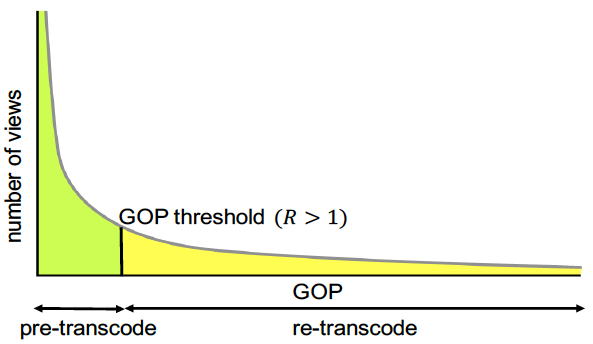 number of views
GOP threshold (R > 1)
GOP
pre-transcode
re-transcode